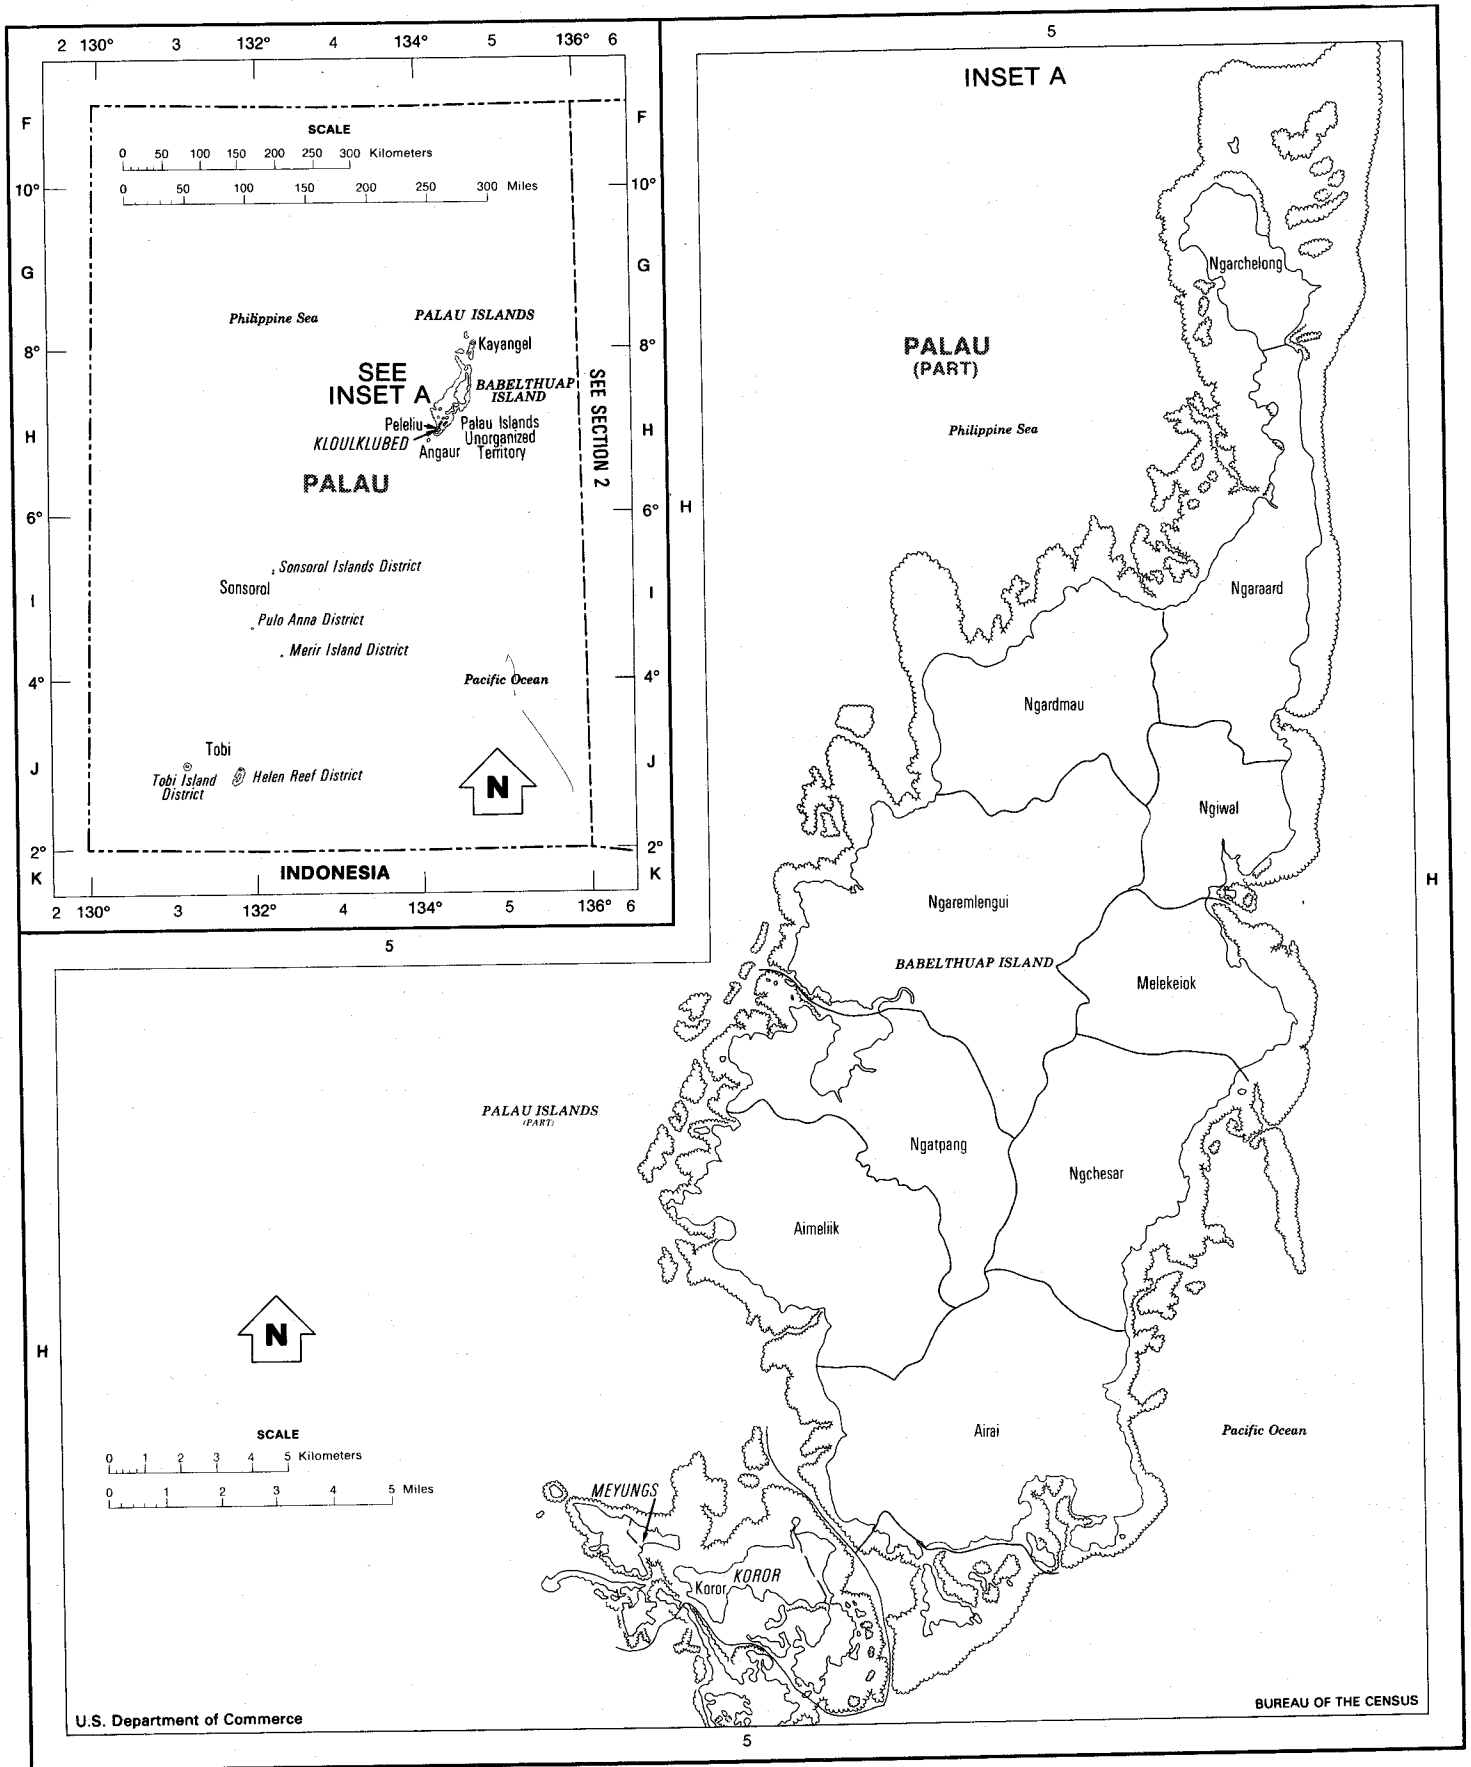 2 130° 3 132° 4 134° 5 136° 6
F
F
SCALE
0 50 100 150 200 250 300 Kilometers
0 50 100 150 200 250 300 Miles
10°
10°
G
G
Philippine Sea
PALAU ISLANDS
Kayangel
8°
8°
SEE
INSET A
BABELTHUAP
ISLAND
SEE SECTION 2
Peleliu
KLOULKLUBED
Angaur
Palau Islands
Unorganized
Territory
H
H
PALAU
6°
6°
Sonsorol Islands District
Sonsorol
I
I
Pulo Anna District
Merir Island District
4°
4°
Pacific Ocean
Tobi
J
J
Tobi Island
District
Helen Reef District
N
2°
2°
K
K
INDONESIA
2 130° 3 132° 4 134° 5 136° 6
5
INSET A
Ngarchelong
PALAU
(PART)
Philippine Sea
H
Ngaraard
Ngardmau
Ngiwal
H
Ngaremlengui
5
BABELTHUAP ISLAND
Melekeiok
PALAU ISLANDS
(PART)
Ngatpang
Ngchesar
Aimeliik
N
H
Airai
Pacific Ocean
SCALE
0 1 2 3 4 5 Kilometers
0 1 2 3 4 5 Miles
MEYUNGS
Koror
KOROR
U.S. Department of Commerce
BUREAU OF THE CENSUS
5